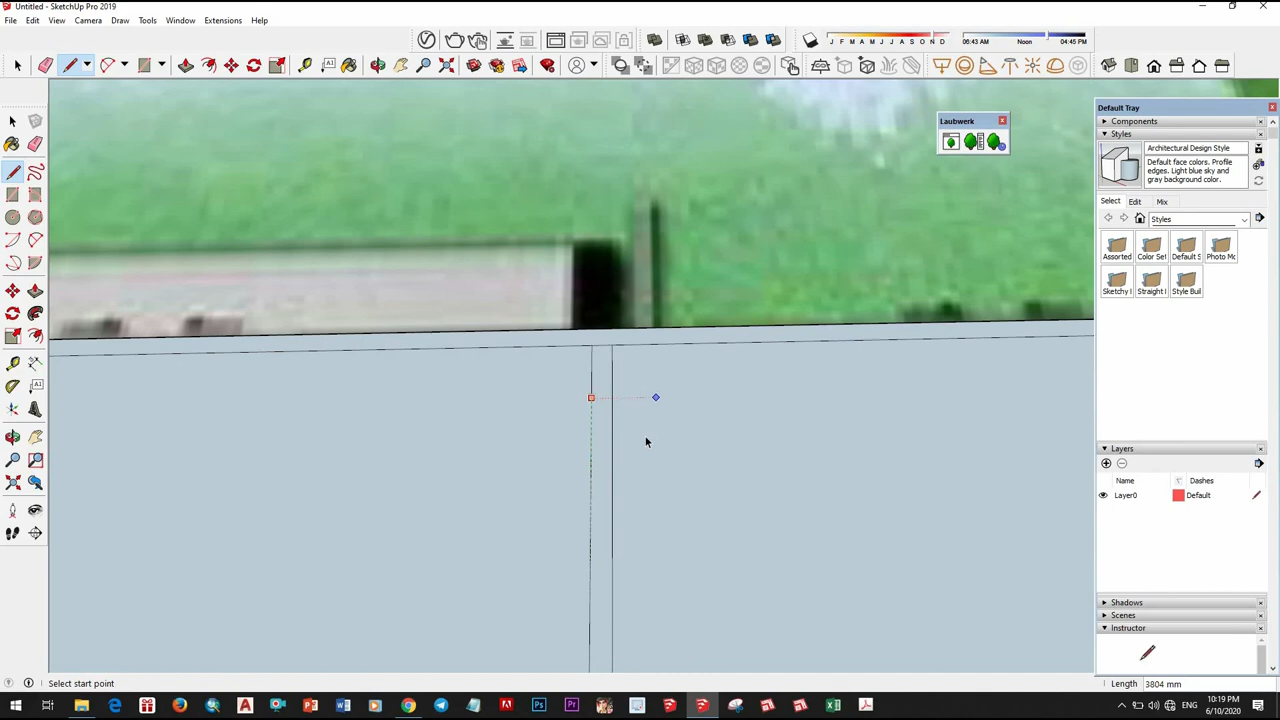 Untitled - SketchUp Pro 2019
File Edit View Camera Draw Tools Window Extensions Help
J F M A M J J A S O N D
06:43 AM Noon 04:45 PM
Laubwerk
Default Tray
Components
Styles
Architectural Design Style
Default face colors. Profile
edges. Light blue sky and
gray background color.
Select Edit Mix
Styles
Assorted Color Set Default S Photo Mo
Sketchy I Straight I Style Buil
Layers
Name Dashes
Layer0 Default
Shadows
Scenes
Instructor
Select start point
Length 3804 mm
10:19 PM
6/10/2020